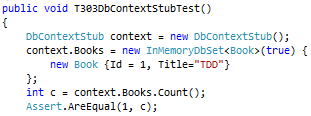 public void T303DbContextStubTest()
{
DbContextStub context = new DbContextStub();
context.Books = new InMemoryDbSet<Book>(true) {
new Book {Id = 1, Title="TDD"}
};
int c = context.Books.Count();
Assert.AreEqual(1, c);